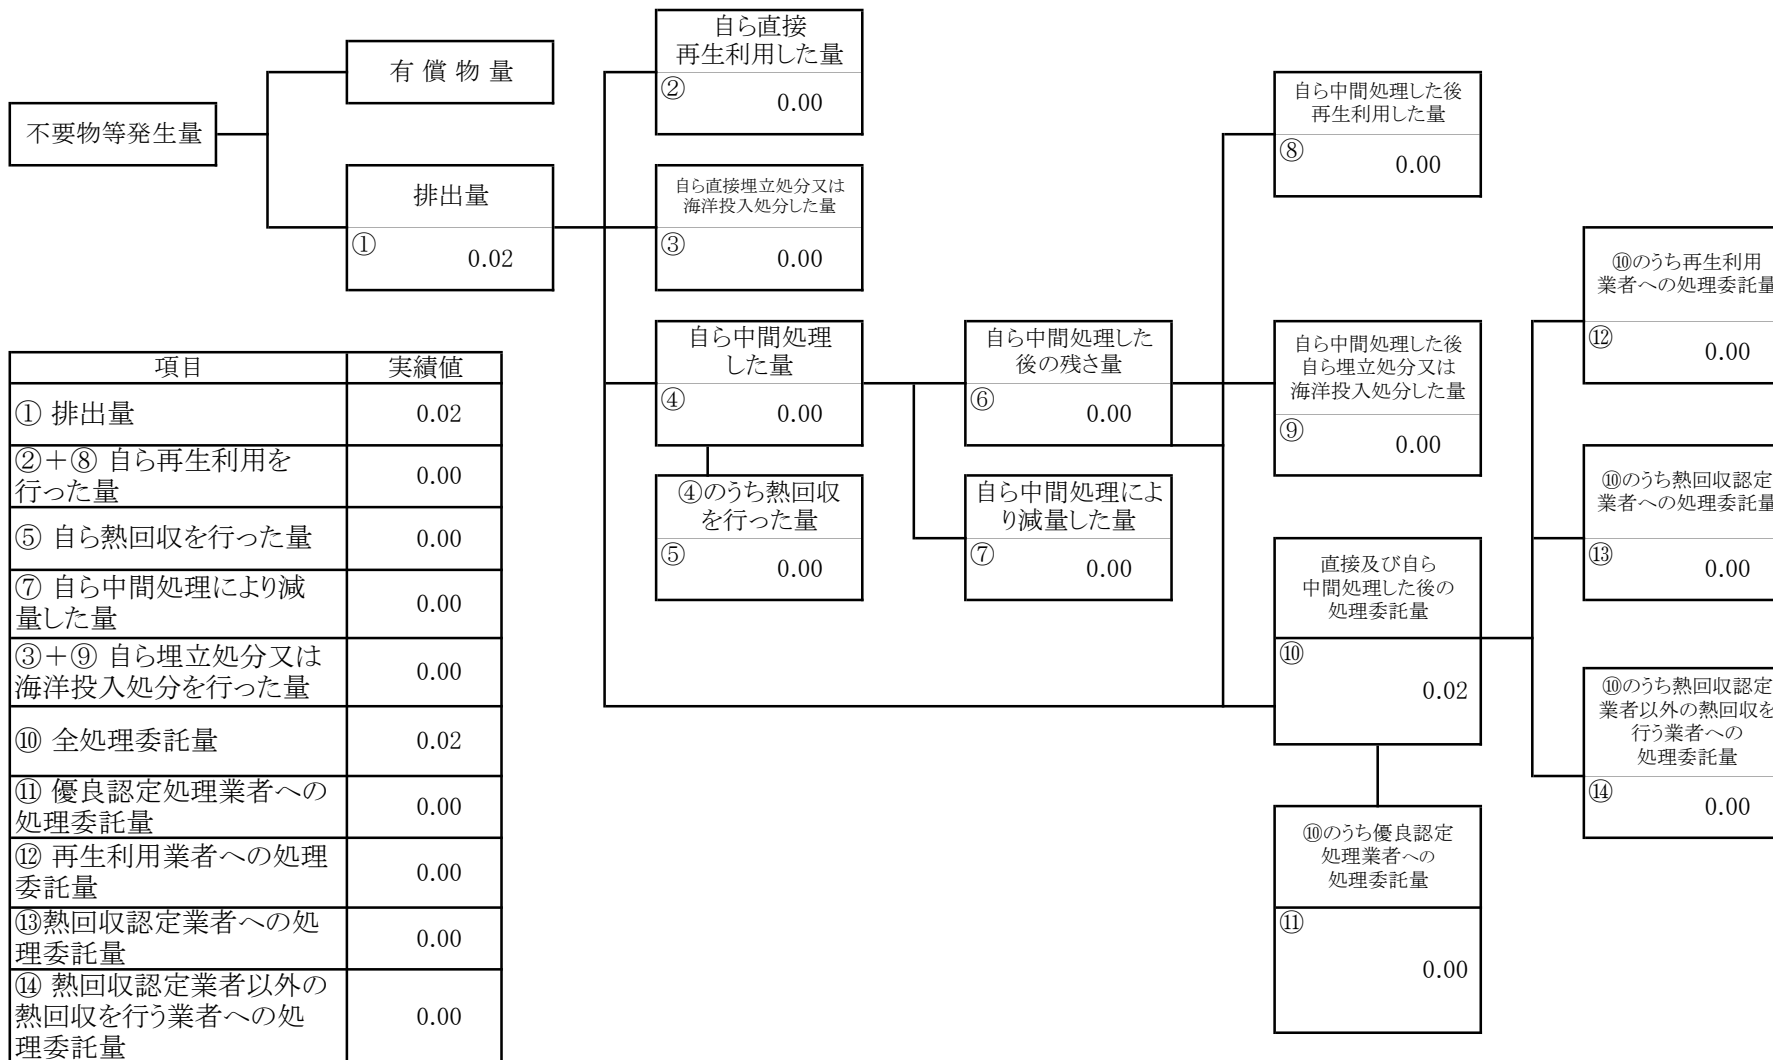 不要物等発生量
有 償 物 量
排出量
①
0.02
自ら直接
再生利用した量
②
0.00
自ら直接埋立処分又は
海洋投入処分した量
③
0.00
自ら中間処理
した量
④
0.00
④のうち熱回収
を行った量
⑤
0.00
自ら中間処理した
後の残さ量
⑥
0.00
自ら中間処理によ
り減量した量
⑦
0.00
自ら中間処理した後
再生利用した量
⑧
0.00
自ら中間処理した後
自ら埋立処分又は
海洋投入処分した量
⑨
0.00
直接及び自ら
中間処理した後の
処理委託量
⑩
0.02
⑩のうち優良認定
処理業者への
処理委託量
⑪
0.00
⑩のうち再生利用
業者への処理委託量
⑫
0.00
⑩のうち熱回収認定
業者への処理委託量
⑬
0.00
⑩のうち熱回収認定
業者以外の熱回収を
行う業者への
処理委託量
⑭
0.00
項目 実績値
① 排出量 0.02
②＋⑧ 自ら再生利用を
行った量 0.00
⑤ 自ら熱回収を行った量 0.00
⑦ 自ら中間処理により減
量した量 0.00
③＋⑨ 自ら埋立処分又は
海洋投入処分を行った量 0.00
⑩ 全処理委託量 0.02
⑪ 優良認定処理業者への
処理委託量 0.00
⑫ 再生利用業者への処理
委託量 0.00
⑬熱回収認定業者への処
理委託量 0.00
⑭ 熱回収認定業者以外の
熱回収を行う業者への処
理委託量 0.00